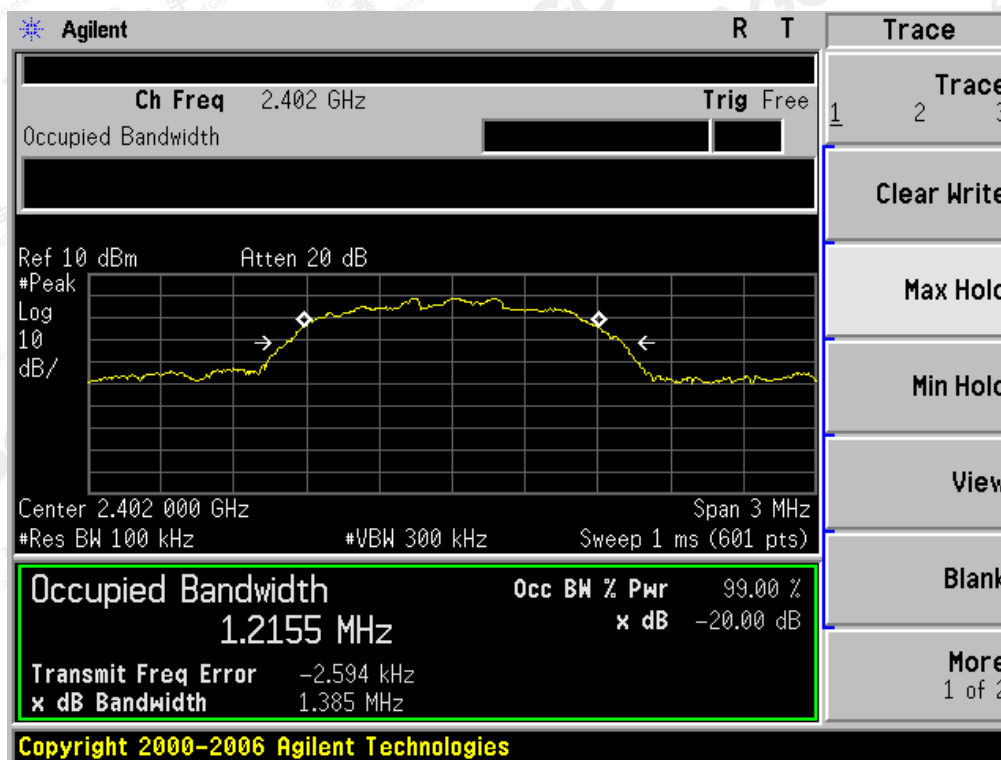 Agilent R T Trace
Ch Freq 2.402 GHz Trig Free
Occupied Bandwidth
Trace
1 2 3
Clear Write
Ref 10 dBm Atten 20 dB
#Peak
Log
10
dB/
Max Hold
Min Hold
View
Center 2.402 000 GHz Span 3 MHz
#Res BW 100 kHz #VBW 300 kHz Sweep 1 ms (601 pts)
Occupied Bandwidth Occ BW % Pwr 99.00 %
1.2155 MHz x dB -20.00 dB
Transmit Freq Error -2.594 kHz
x dB Bandwidth 1.385 MHz
Blank
More
1 of 2
Copyright 2000-2006 Agilent Technologies